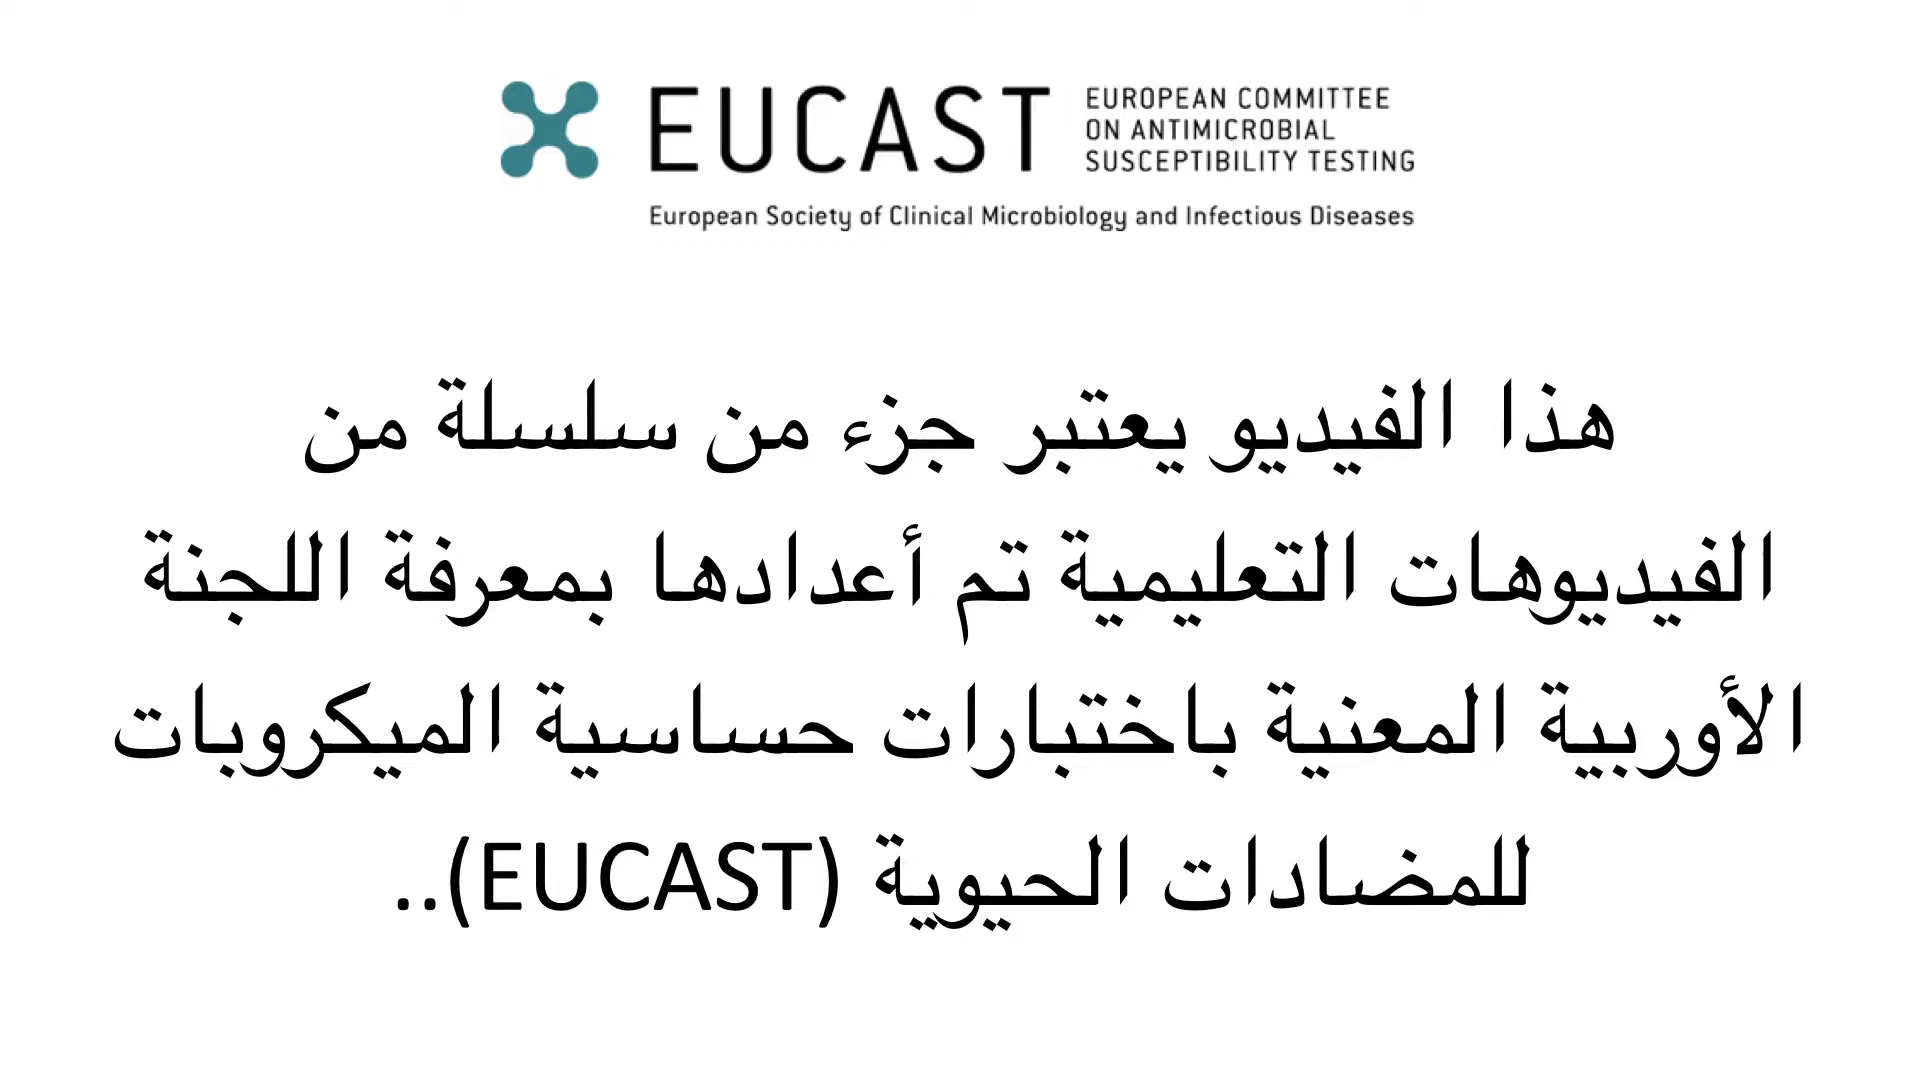 EUCAST
EUROPEAN COMMITTEE
ON ANTIMICROBIAL
SUSCEPTIBILITY TESTING
European Society of Clinical Microbiology and Infectious Diseases
هذا الفيديو يعتبر جزء من سلسلة من
الفيديوهات التعليمية تم أعدادها بمعرفة اللجنة
الأوربية المعنية باختبارات حساسية الميكروبات
للمضادات الحيوية (EUCAST)..